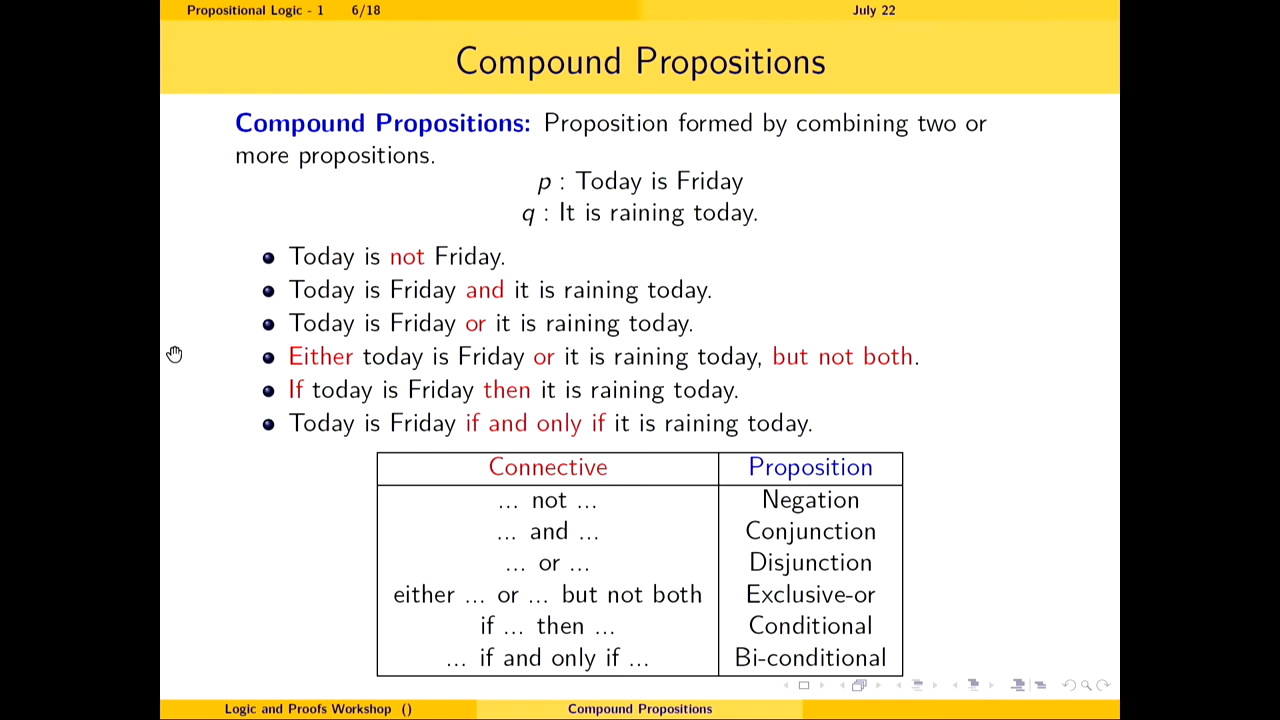 Propositional Logic - 1 6/18 July 22
Compound Propositions
Compound Propositions: Proposition formed by combining two or
more propositions.
p : Today is Friday
q : It is raining today.
Today is not Friday.
Today is Friday and it is raining today.
Today is Friday or it is raining today.
Either today is Friday or it is raining today, but not both.
If today is Friday then it is raining today.
Today is Friday if and only if it is raining today.
Connective Proposition
... not ... Negation
... and ... Conjunction
... or ... Disjunction
either ... or ... but not both Exclusive-or
if ... then ... Conditional
... if and only if ... Bi-conditional
Logic and Proofs Workshop () Compound Propositions